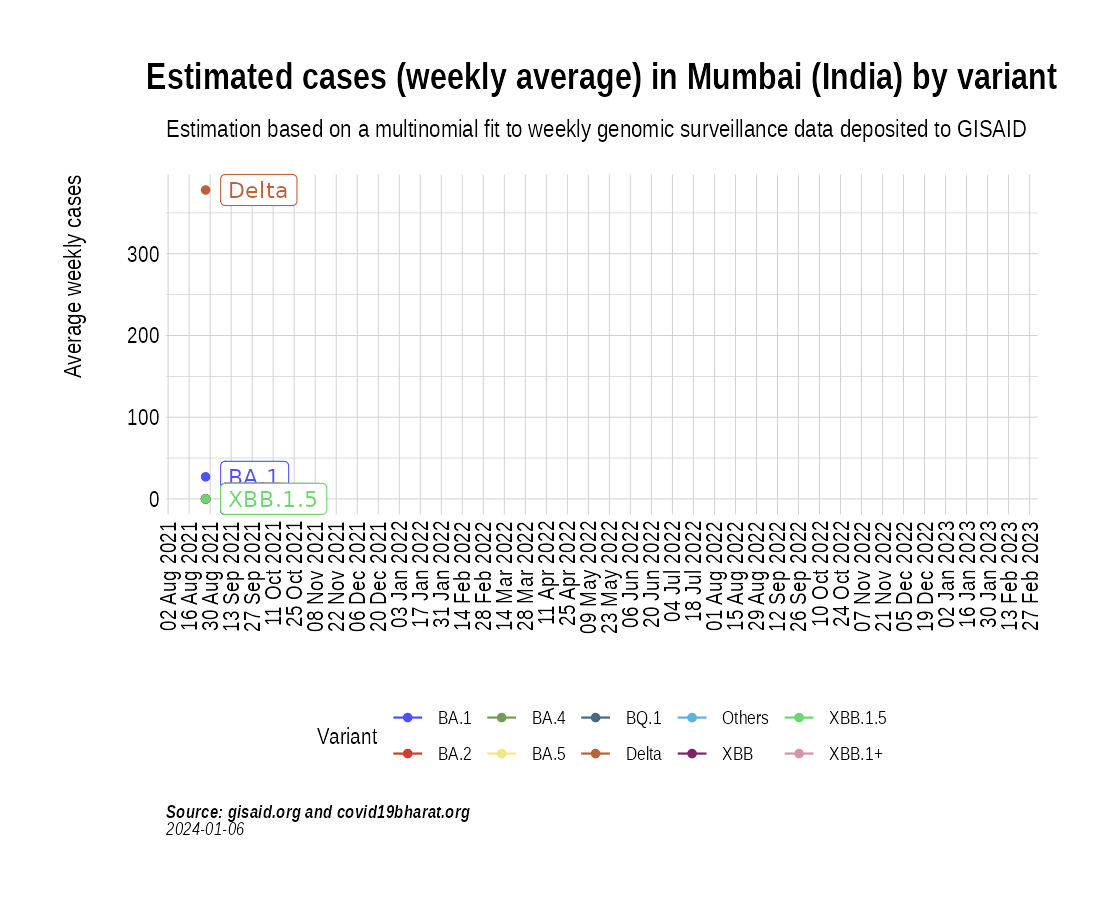 Estimated cases (weekly average) in Mumbai (India) by variant
Estimation based on a multinomial fit to weekly genomic surveillance data deposited to GISAID
Average weekly cases
300
200
100
0
Delta
BA.1
XBB.1.5
02 Aug 2021
16 Aug 2021
30 Aug 2021
13 Sep 2021
27 Sep 2021
11 Oct 2021
25 Oct 2021
08 Nov 2021
22 Nov 2021
06 Dec 2021
20 Dec 2021
03 Jan 2022
17 Jan 2022
31 Jan 2022
14 Feb 2022
28 Feb 2022
14 Mar 2022
28 Mar 2022
11 Apr 2022
25 Apr 2022
09 May 2022
23 May 2022
06 Jun 2022
20 Jun 2022
04 Jul 2022
18 Jul 2022
01 Aug 2022
15 Aug 2022
29 Aug 2022
12 Sep 2022
26 Sep 2022
10 Oct 2022
24 Oct 2022
07 Nov 2022
21 Nov 2022
05 Dec 2022
19 Dec 2022
02 Jan 2023
16 Jan 2023
30 Jan 2023
13 Feb 2023
27 Feb 2023
Variant
BA.1 BA.4 BQ.1 Others XBB.1.5
BA.2 BA.5 Delta XBB XBB.1+
Source: gisaid.org and covid19bharat.org
2024-01-06